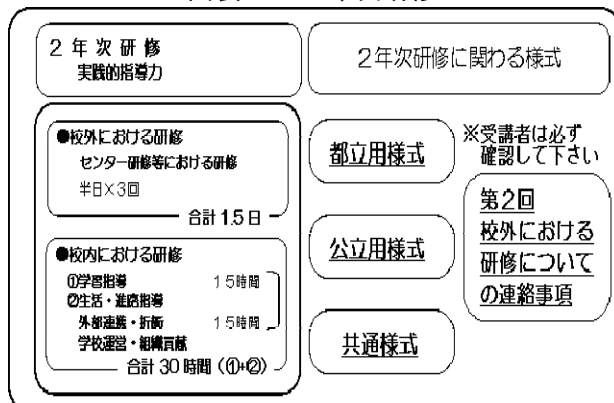 2年次研修
実践的指導力
2年次研修に関わる様式
●校外における研修
センター研修等における研修
半日×3回
合計1.5日
●校内における研修
①学習指導 15時間
②生活・進路指導
外部連携・折衝 15時間
学校運営・組織貢献
合計30時間(①+②)
都立用様式
公立用様式
共通様式
※受講者は必ず
確認して下さい
第2回
校外における
研修について
の連絡事項